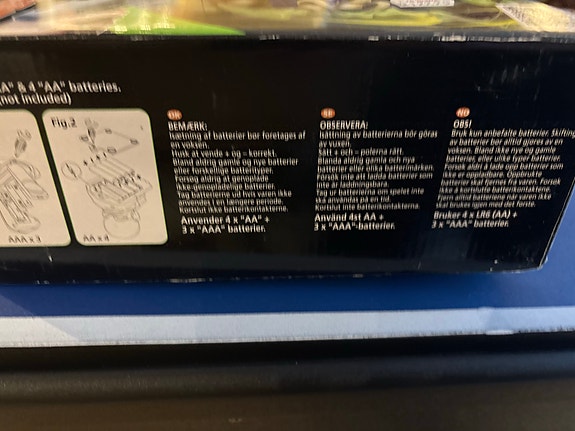 " & 4 "AA" batteries.
(not included)
Fig.2
AAA x 3
AA x 4
DK
BEMÆRK:
Isætning af batterier bør foretages af
en voksen.
Husk at vende + og – korrekt.
Bland aldrig gamle og nye batterier
eller forskellige batterityper.
Forsøg aldrig at genoplade
ikke-genopladelige batterier.
Tag batterierne ud hvis varen ikke
anvendes i en længere periode.
Kortslut ikke batterikontakterne.
Anvender 4 x "AA" +
3 x "AAA" batterier.
SE
OBSERVERA:
Isättning av batterierna bör göras
av vuxen.
Sätt + och – polerna rätt.
Blanda aldrig gamla och nya
batterier eller olika batterimärken.
Försök inte att ladda batterier som
inte är laddningsbara.
Tag ur batterierna om spelet inte
ska användas på en tid.
Kortslut inte batterikontakterna.
Använd 4st AA +
3 x "AAA"-batterier.
NO
OBS!
Bruk kun anbefalte batterier. Skifting
av batterier bør alltid gjøres av en
voksen. Bland ikke nye og gamle
batterier, eller ulike typer batterier.
Forsøk aldri å lade batterier som ikke
er oppladbare. Oppbrukte
batterier skal fjernes fra varen. Forsøk
ikke å kortslutte batterikontaktene.
Fjern alltid batteriene når varen ikke
skal brukes igjen med det første.
Bruker 4 x LR6 (AA) +
3 x "AAA" batterier.